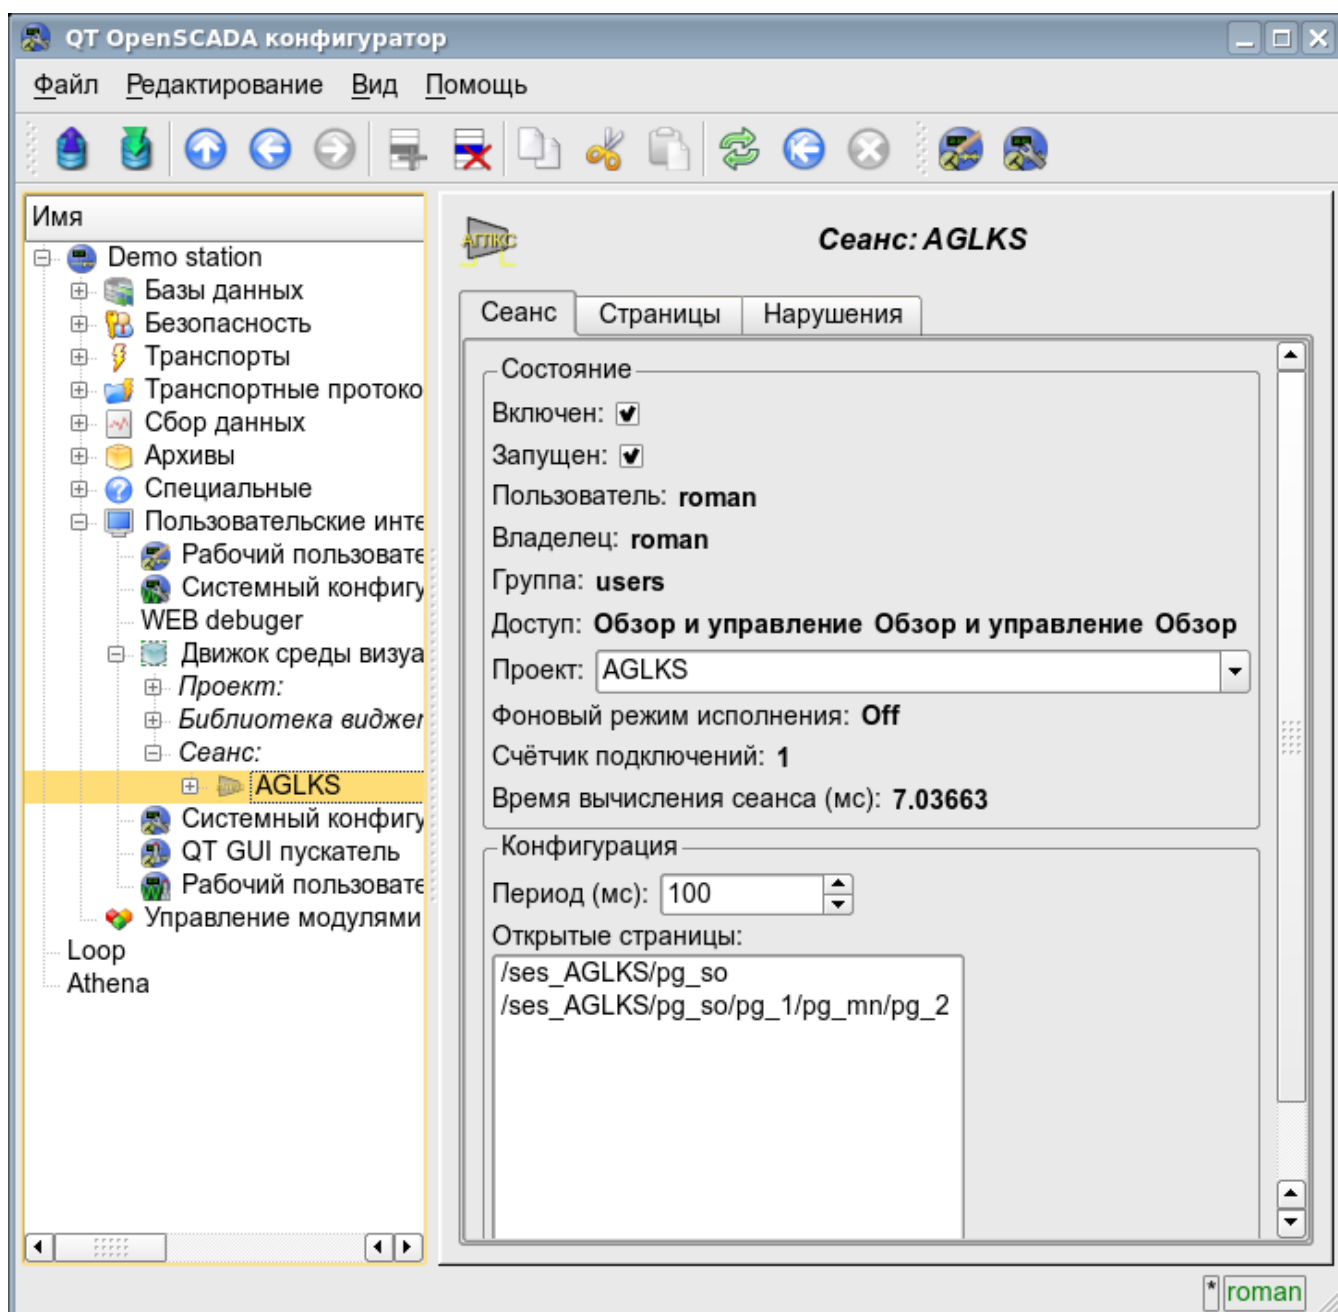 QT OpenSCADA конфигуратор
Файл Редактирование Вид Помощь
Имя
Demo station
Базы данных
Безопасность
Транспорты
Транспортные протоко
Сбор данных
Архивы
Специальные
Пользовательские инте
Рабочий пользовате
Системный конфигу
WEB debuger
Движок среды визуа
Проект:
Библиотека виджет
Сеанс:
AGLKS
Системный конфигу
QT GUI пускатель
Рабочий пользовате
Управление модулями
Loop
Athena
АГЛКС
Сеанс: AGLKS
Сеанс Страницы Нарушения
Состояние
Включен:
Запущен:
Пользователь: roman
Владелец: roman
Группа: users
Доступ: Обзор и управление Обзор и управление Обзор
Проект: AGLKS
Фоновый режим исполнения: Off
Счётчик подключений: 1
Время вычисления сеанса (мс): 7.03663
Конфигурация
Период (мс): 100
Открытые страницы:
/ses_AGLKS/pg_so
/ses_AGLKS/pg_so/pg_1/pg_mn/pg_2
* roman